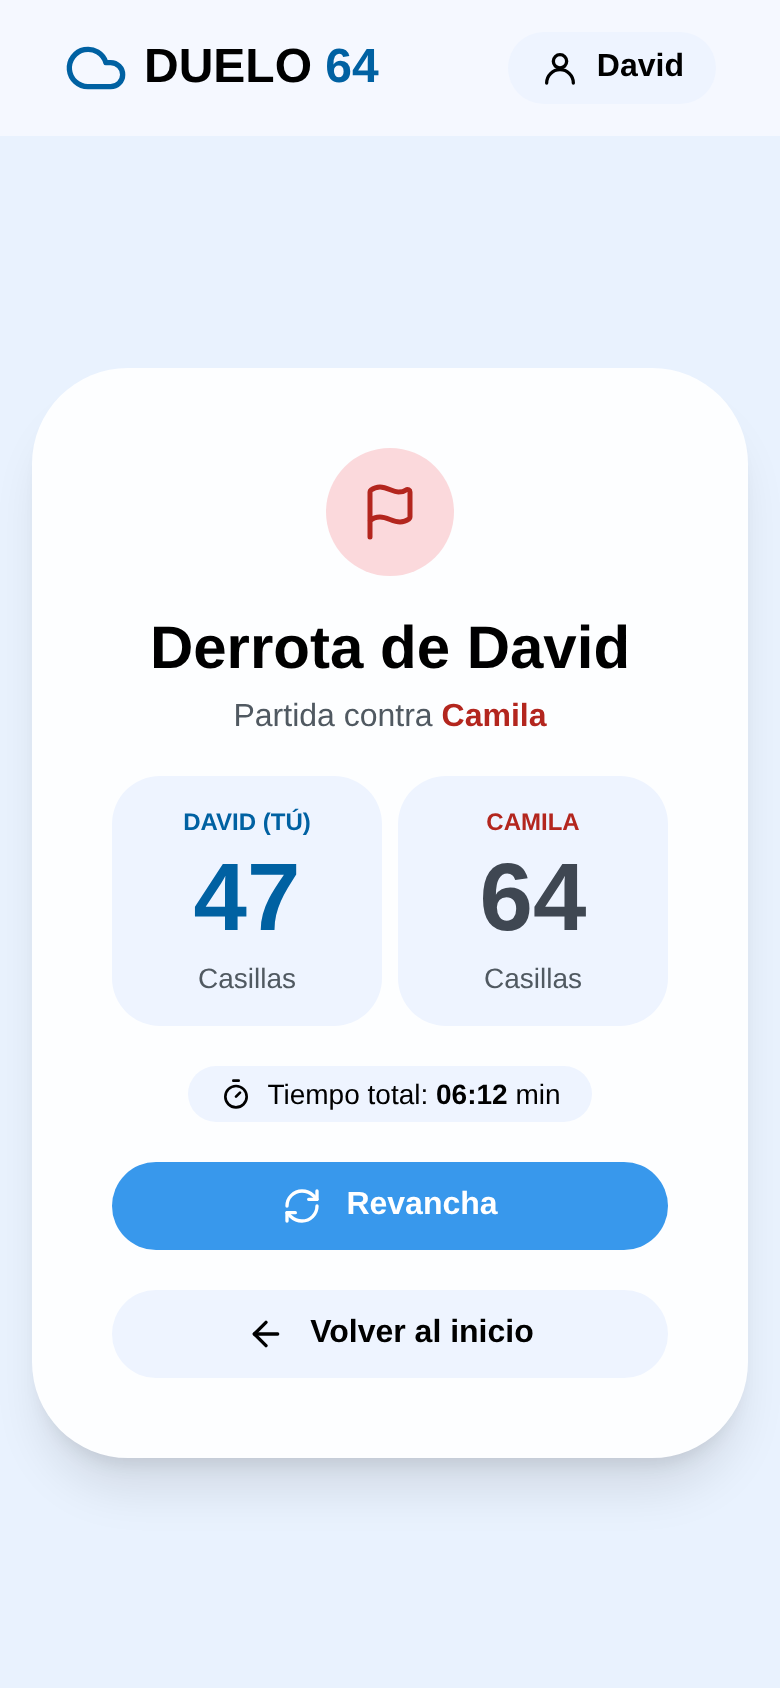 DUELO 64
David
Derrota de David
Partida contra Camila
DAVID (TÚ)
47
Casillas
CAMILA
64
Casillas
Tiempo total: 06:12 min
Revancha
Volver al inicio